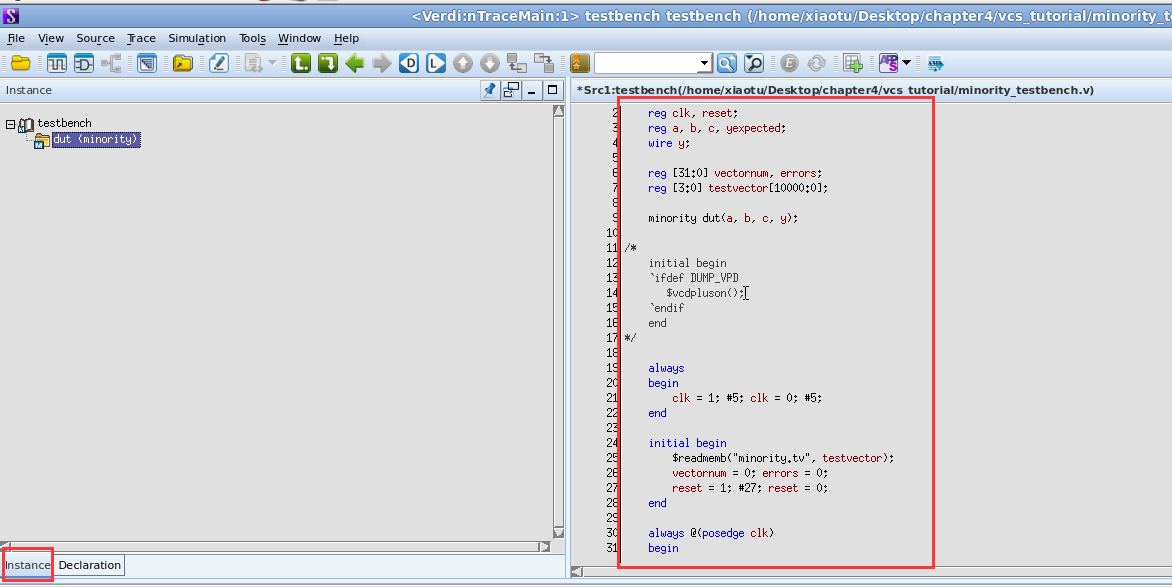 S <Verdi:nTraceMain:1> testbench testbench (/home/xiaotu/Desktop/chapter4/vcs_tutorial/minority_t
File View Source Trace Simulation Tools Window Help
D L E
Instance
*Src1:testbench(/home/xiaotu/Desktop/chapter4/vcs tutorial/minority_testbench.v)
testbench
dut (minority)
2 reg clk, reset;
3 reg a, b, c, yexpected;
4 wire y;
5
6 reg [31:0] vectornum, errors;
7 reg [3:0] testvector[10000:0];
8
9 minority dut(a, b, c, y);
10
11 /*
12 initial begin
13 `ifdef DUMP_VPD
14 $vcdpluson();
15 `endif
16 end
17 */
18
19 always
20 begin
21 clk = 1; #5; clk = 0; #5;
22 end
23
24 initial begin
25 $readmemb("minority.tv", testvector);
26 vectornum = 0; errors = 0;
27 reset = 1; #27; reset = 0;
28 end
29
30 always @(posedge clk)
31 begin
Instance Declaration